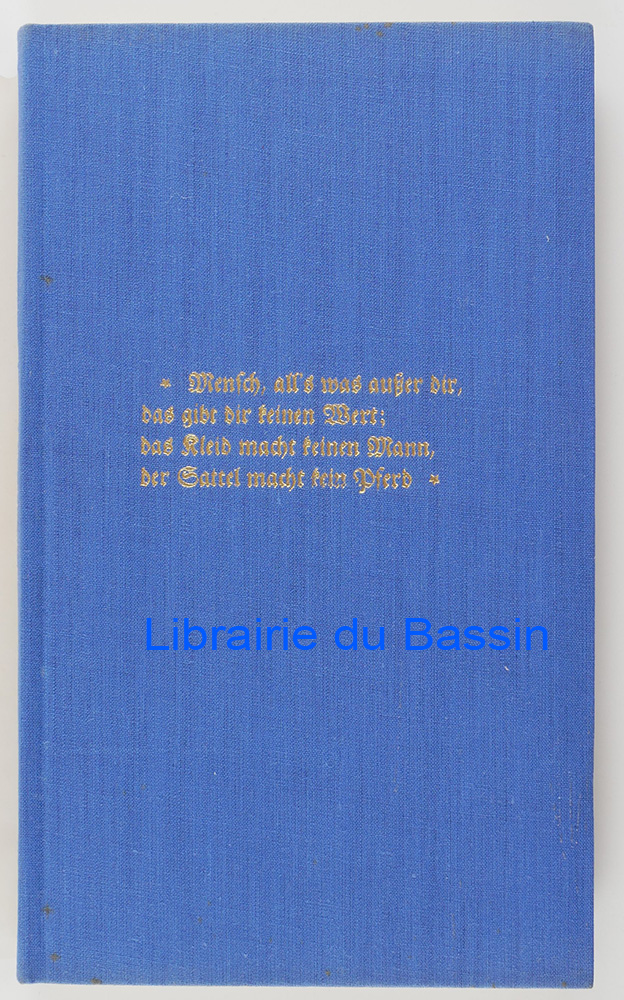 * Mensch, all's was außer dir,
das gibt dir keinen Wert;
das Kleid macht keinen Mann,
der Sattel macht kein Pferd *
Librairie du Bassin